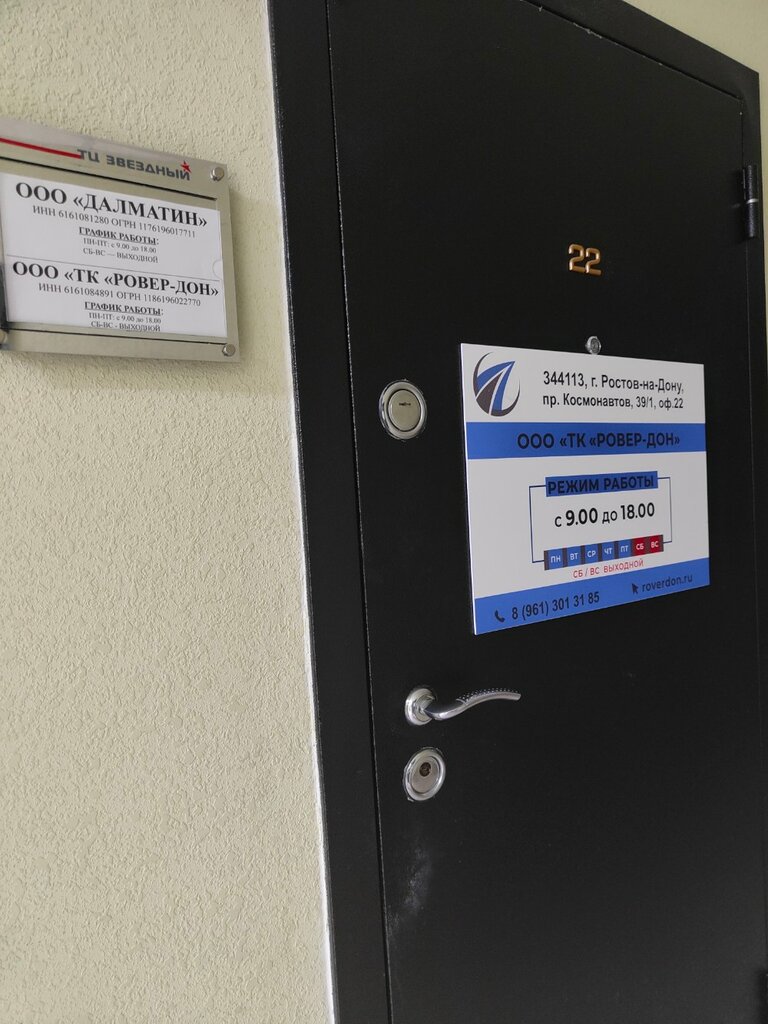 ТЦ ЗВЕЗДНЫЙ
ООО «ДАЛМАТИН»
ИНН 6161081280 ОГРН 1176196017711
ГРАФИК РАБОТЫ:
ПН-ПТ: с 9.00 до 18.00
СБ-ВС — ВЫХОДНОЙ
ООО «ТК «РОВЕР-ДОН»
ИНН 6161084891 ОГРН 1186196022770
ГРАФИК РАБОТЫ:
ПН-ПТ: с 9.00 до 18.00
СБ-ВС - ВЫХОДНОЙ
22
344113, г. Ростов-на-Дону,
пр. Космонавтов, 39/1, оф.22
ООО «ТК «РОВЕР-ДОН»
РЕЖИМ РАБОТЫ
с 9.00 до 18.00
ПН ВТ СР ЧТ ПТ СБ ВС
СБ / ВС ВЫХОДНОЙ
8 (961) 301 31 85 roverdon.ru